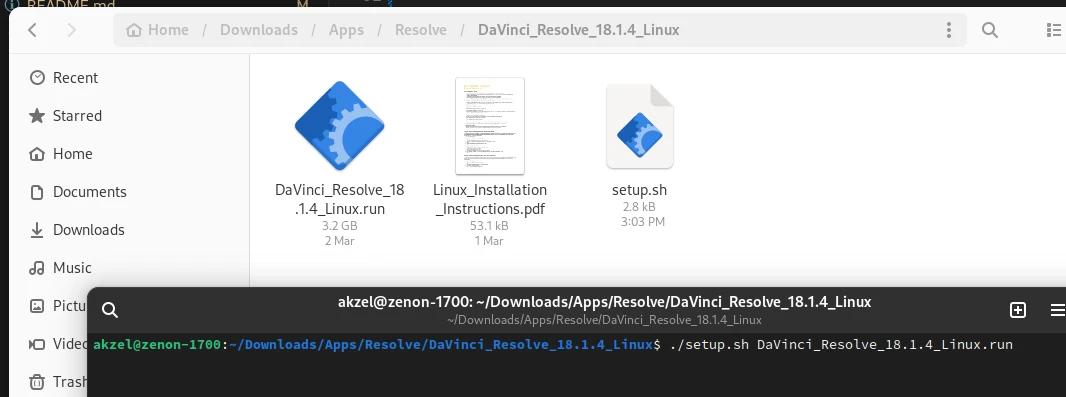 README.md
M
Home / Downloads / Apps / Resolve / DaVinci_Resolve_18.1.4_Linux
Recent
Starred
Home
Documents
Downloads
Music
Trash
DaVinci_Resolve_18
.1.4_Linux.run
3.2 GB
2 Mar
Linux_Installation
_Instructions.pdf
53.1 kB
1 Mar
setup.sh
2.8 kB
3:03 PM
akzel@zenon-1700: ~/Downloads/Apps/Resolve/DaVinci_Resolve_18.1.4_Linux
~/Downloads/Apps/Resolve/DaVinci_Resolve_18.1.4_Linux
akzel@zenon-1700:~/Downloads/Apps/Resolve/DaVinci_Resolve_18.1.4_Linux$ ./setup.sh DaVinci_Resolve_18.1.4_Linux.run